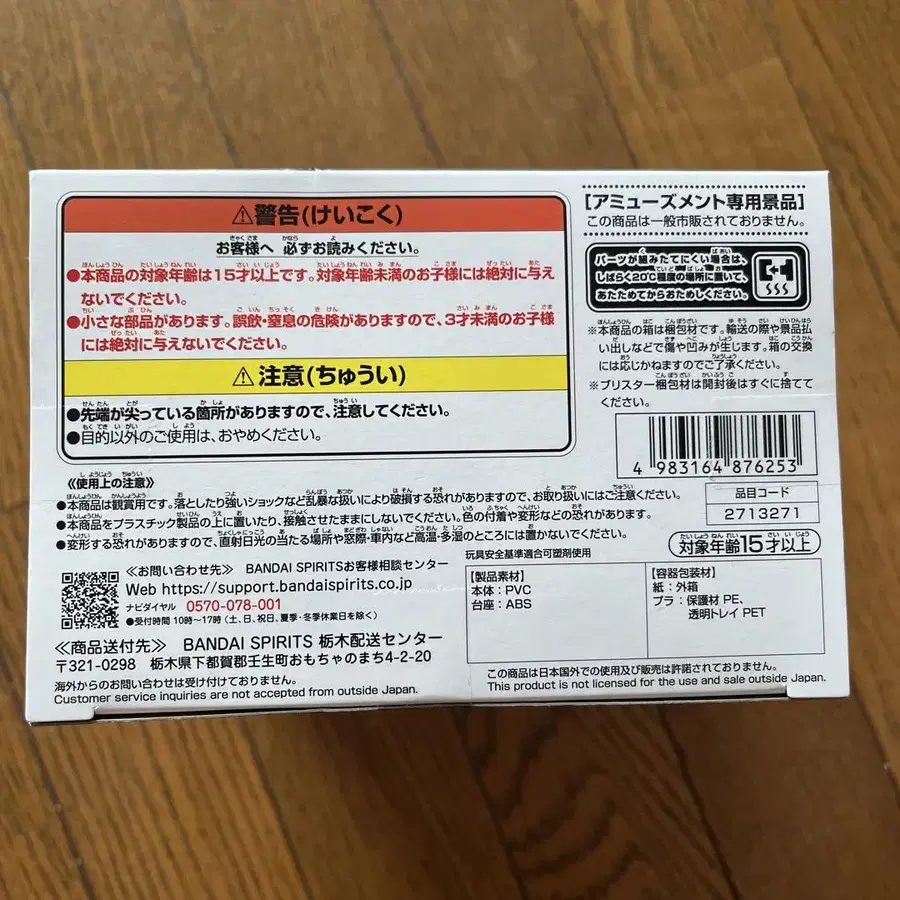 ⚠警告(けいこく)
お客様へ 必ずお読みください。
●本商品の対象年齢は15才以上です。対象年齢未満のお子様には絶対に与え
ないでください。
●小さな部品があります。誤飲・窒息の危険がありますので、3才未満のお子様
には絶対に与えないでください。
⚠注意(ちゅうい)
●先端が尖っている箇所がありますので、注意してください。
●目的以外のご使用は、おやめください。
[アミューズメント専用景品]
この商品は一般市販されておりません。
パーツが組みたてにくい場合は、
しばらく20℃程度の場所に置いて、
あたためてからおためしください。
※本商品の箱は梱包材です。輸送の際や景品払
い出しなどで傷や凹みが生じます。箱の交換
には応じかねますのでご了承ください。
※ブリスター梱包材は開封後はすぐに捨てて
ください。
4 983164 876253
品目コード
2713271
対象年齢15才以上
《使用上の注意》
●本商品は観賞用です。落としたり強いショックなど乱暴な扱いにより破損する恐れがありますので、お取り扱いにはご注意ください。
●本商品をプラスチック製品の上に置いたり、接触させたままにしないでください。色の付着や変形などの恐れがあります。
●変形する恐れがありますので、直射日光の当たる場所や窓際・車内など高温・多湿のところには置かないでください。
≪お問い合わせ先≫ BANDAI SPIRITSお客様相談センター
Web https://support.bandaispirits.co.jp
ナビダイヤル 0570-078-001
●受付時間 10時〜17時(土、日、祝日、夏季・冬季休業日を除く)
≪商品送付先≫ BANDAI SPIRITS 栃木配送センター
〒321-0298 栃木県下都賀郡壬生町おもちゃのまち4-2-20
海外からのお問い合わせは受け付けておりません。
Customer service inquiries are not accepted from outside Japan.
玩具安全基準適合可塑剤使用
【製品素材】
本体：PVC
台座：ABS
【容器包装材】
紙：外箱
プラ：保護材 PE、
透明トレイ PET
この商品は日本国外での使用及び販売は許諾されておりません。
This product is not licensed for the use and sale outside Japan.